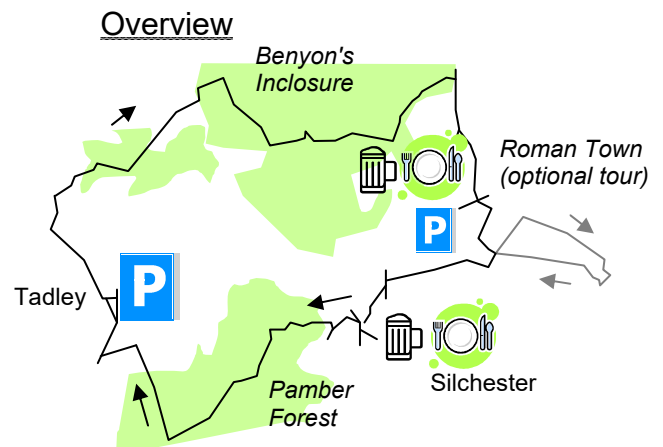 Overview
Benyon's
Inclosure
Roman Town
(optional tour)
P
P
Tadley
Silchester
Pamber
Forest